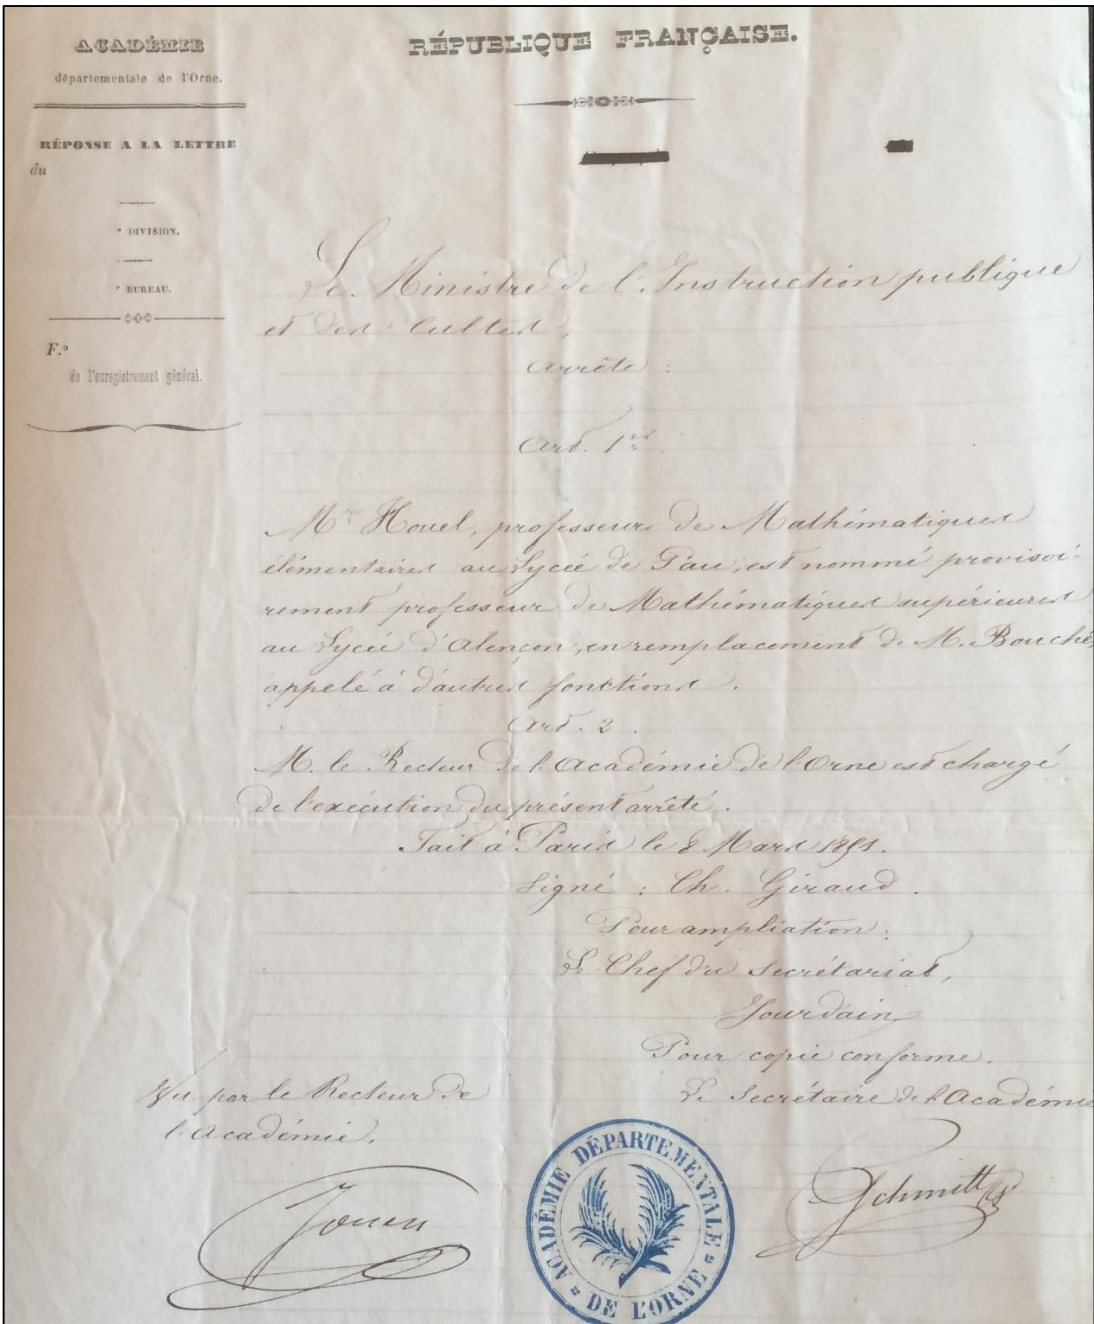 ACADÉMIE
départementale de l'Orne.
RÉPONSE A LA LETTRE
du
e DIVISION.
e BUREAU.
F.o
de l'enregistrement général.
RÉPUBLIQUE FRANÇAISE.
Le Ministre de l'Instruction publique
et des Cultes,
Arrête :
Art. 1er.
Mr Houel, professeur de Mathématiques
élémentaires au Lycée de Pau, est nommé provisoi-
rement professeur de Mathématiques supérieures
au Lycée d'Alençon, en remplacement de M. Bouché,
appelé à d'autres fonctions.
Art. 2.
M. le Recteur de l'Académie de l'Orne est chargé
de l'exécution du présent arrêté.
Fait à Paris le 8 Mars 1851.
Signé : Ch. Giraud.
Pour ampliation :
Le Chef du Secrétariat,
Jourdain
Pour copie conforme.
Le Secrétaire de l'Académie
Vu par le Recteur de
l'Académie.
Jouen
Schmitt
ACADÉMIE DÉPARTEMENTALE
DE L'ORNE